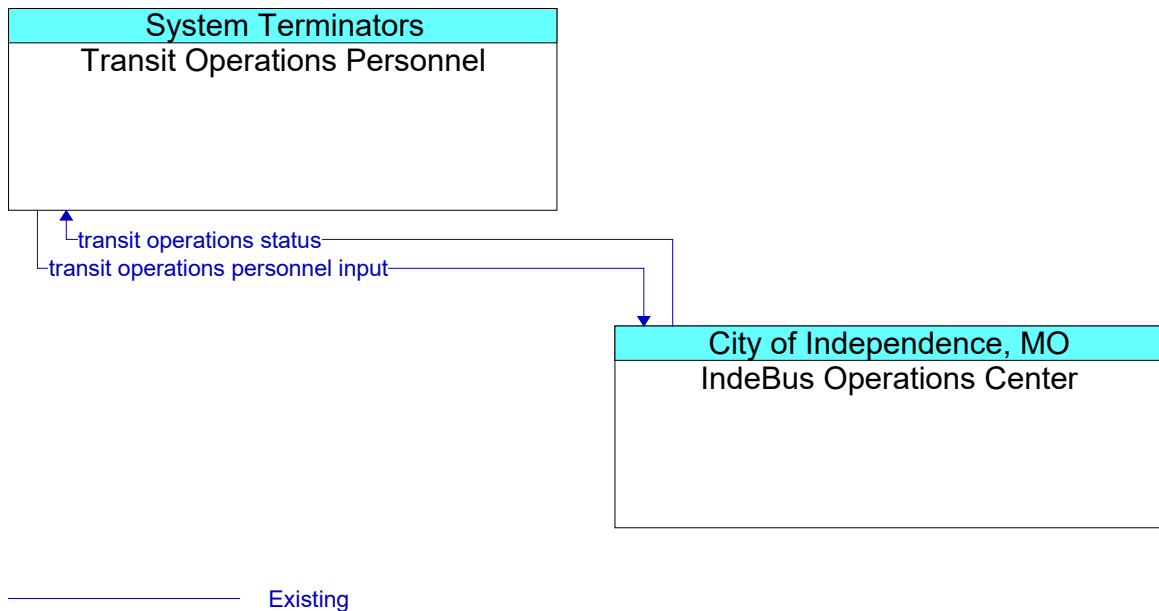 System Terminators
Transit Operations Personnel
transit operations status
transit operations personnel input
City of Independence, MO
IndeBus Operations Center
Existing